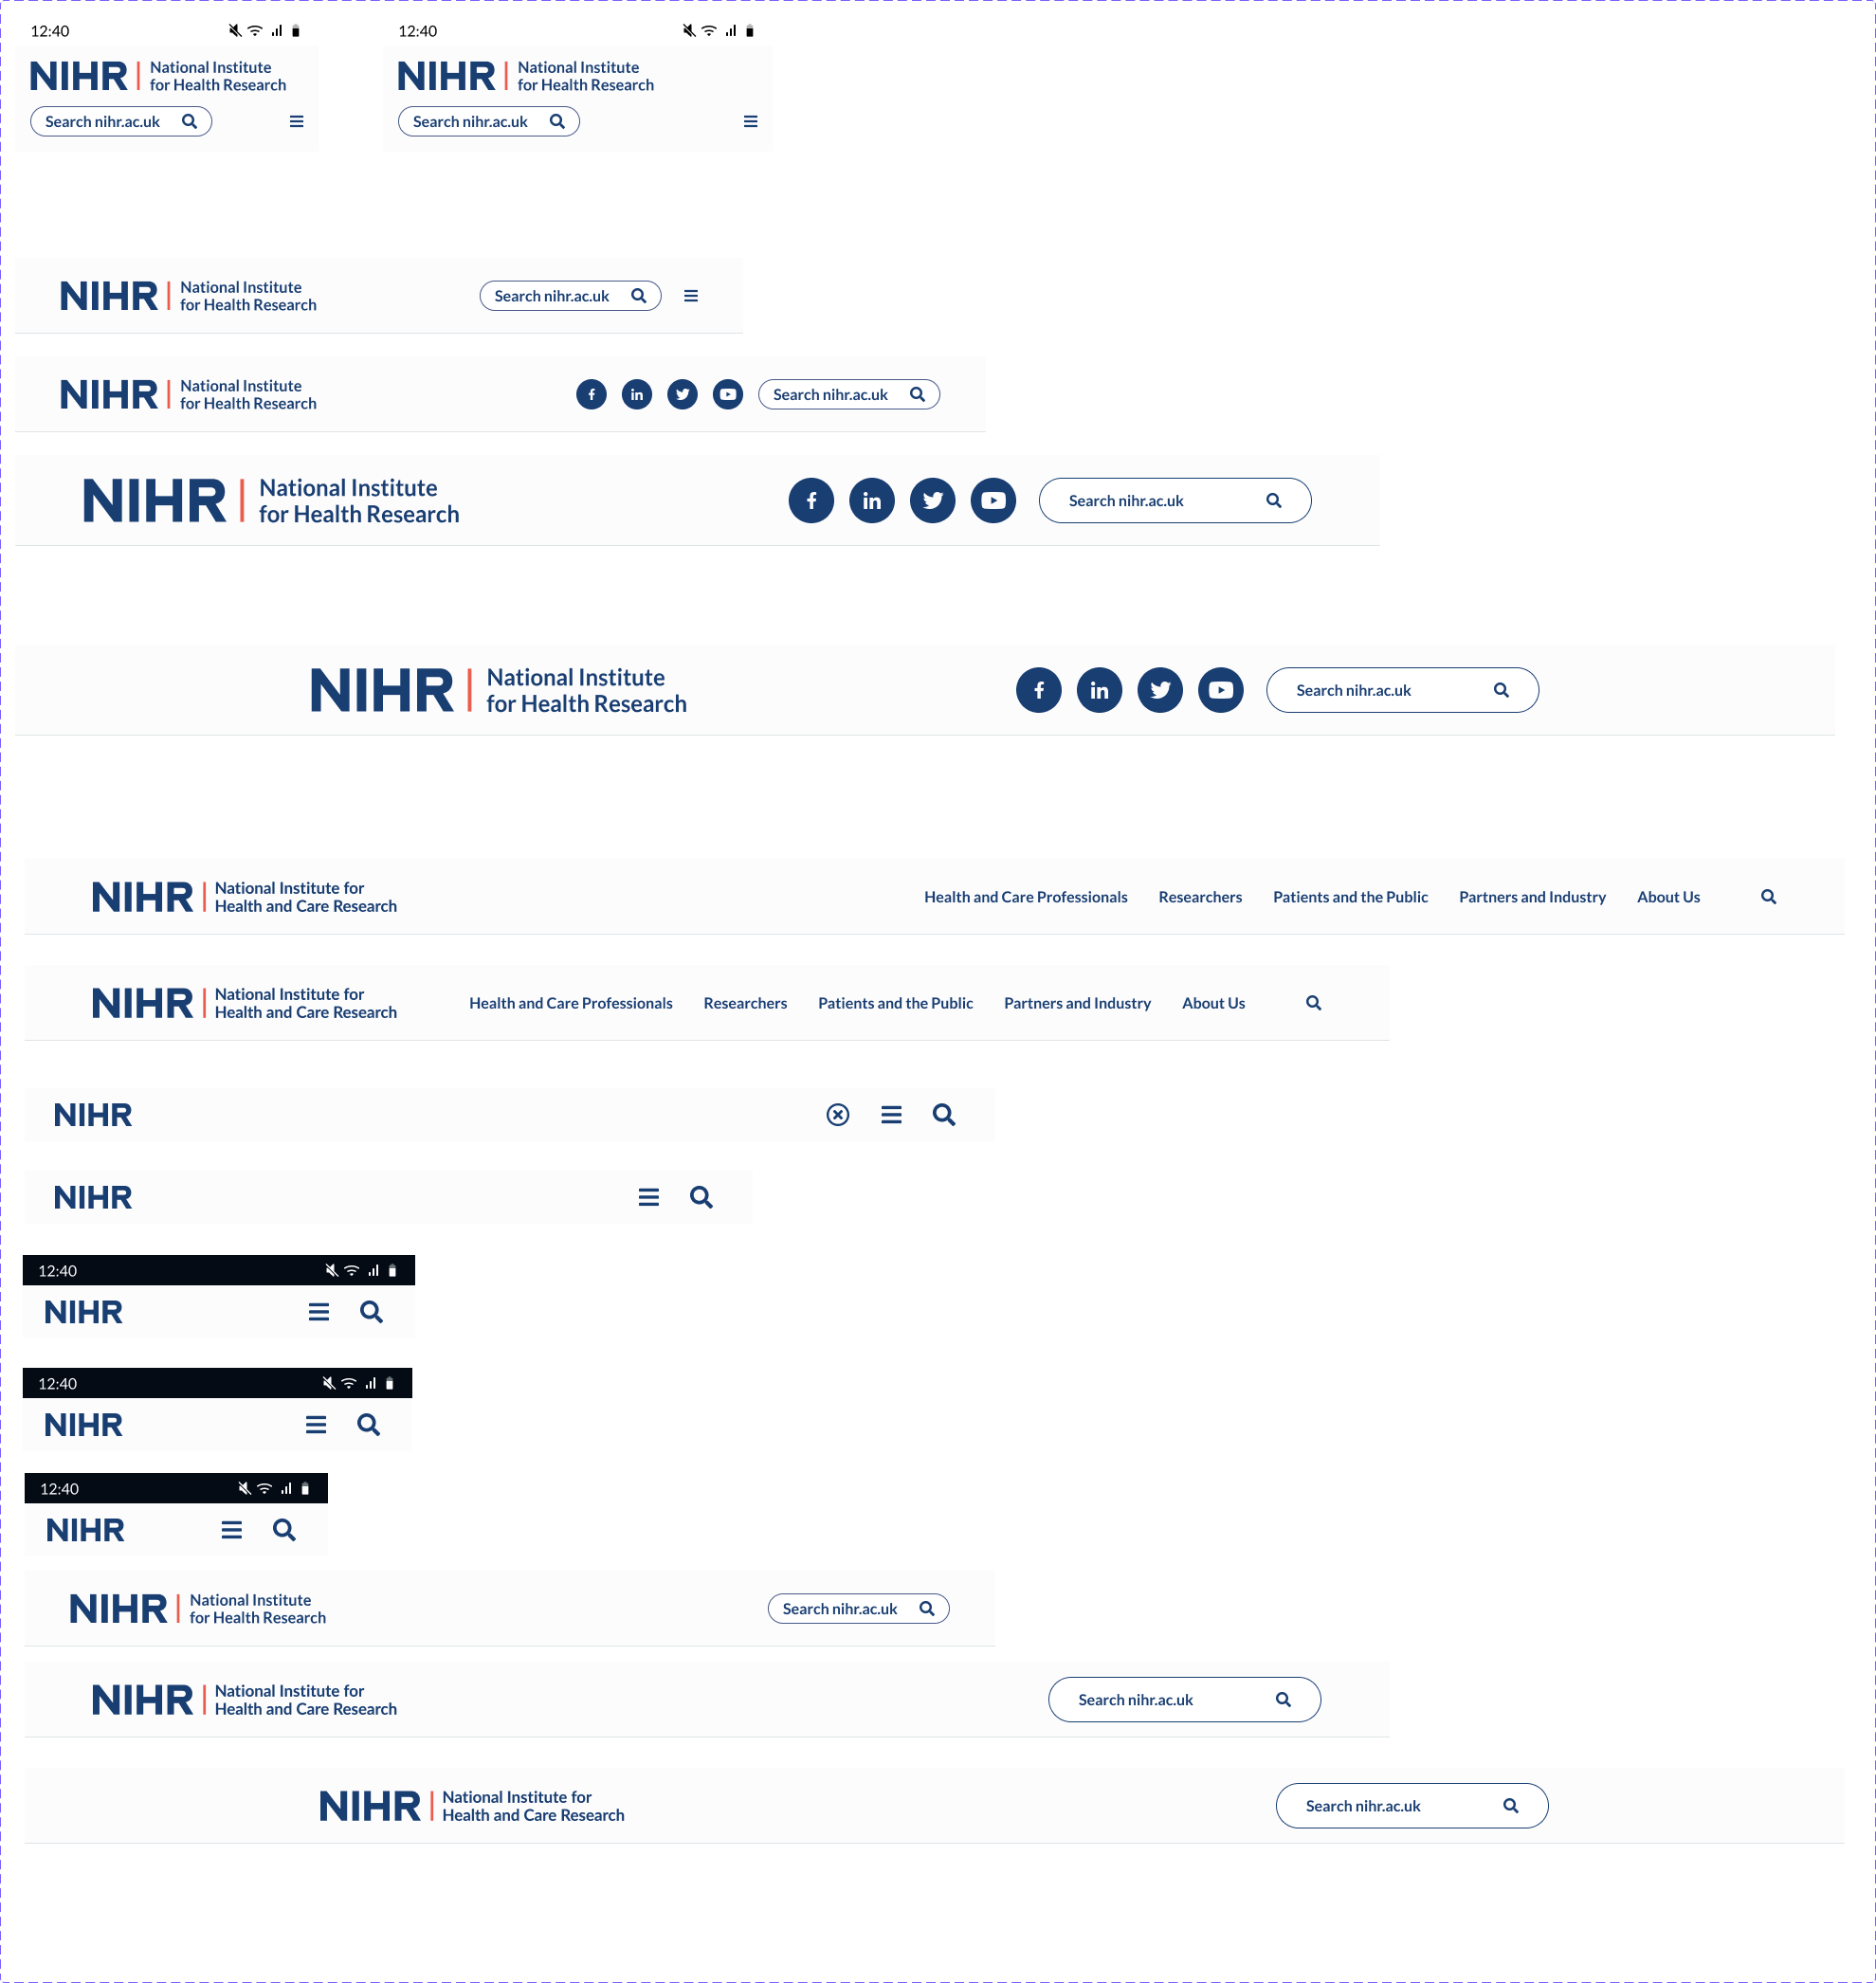 12:40
NIHR | National Institute
for Health Research
Search nihr.ac.uk
12:40
NIHR | National Institute
for Health Research
Search nihr.ac.uk
NIHR | National Institute
for Health Research
Search nihr.ac.uk
NIHR | National Institute
for Health Research
f in
Search nihr.ac.uk
NIHR | National Institute
for Health Research
f in
Search nihr.ac.uk
NIHR | National Institute
for Health Research
f in
Search nihr.ac.uk
NIHR | National Institute for
Health and Care Research
Health and Care Professionals Researchers Patients and the Public Partners and Industry About Us
NIHR | National Institute for
Health and Care Research
Health and Care Professionals Researchers Patients and the Public Partners and Industry About Us
NIHR
NIHR
12:40
NIHR
12:40
NIHR
12:40
NIHR
NIHR | National Institute
for Health Research
Search nihr.ac.uk
NIHR | National Institute for
Health and Care Research
Search nihr.ac.uk
NIHR | National Institute for
Health and Care Research
Search nihr.ac.uk